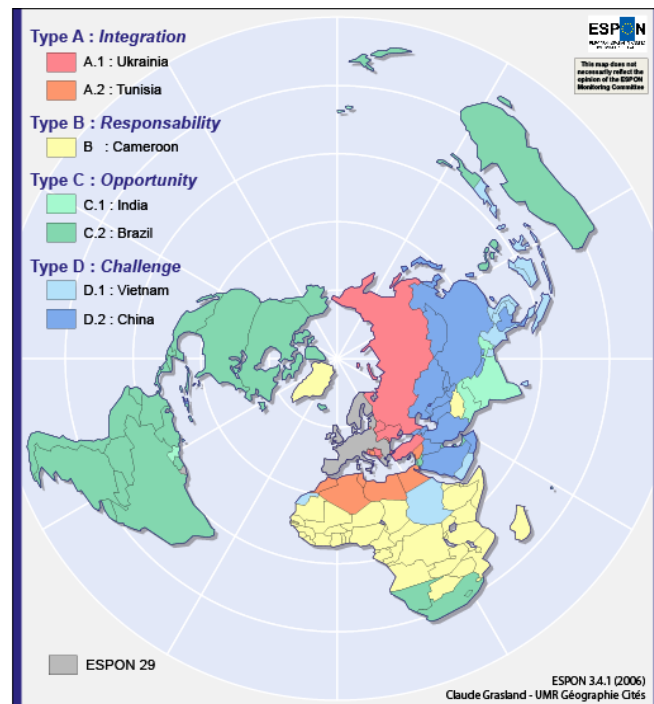 Type A : Integration
A.1 : Ukrainia
A.2 : Tunisia
Type B : Responsability
B : Cameroon
Type C : Opportunity
C.1 : India
C.2 : Brazil
Type D : Challenge
D.1 : Vietnam
D.2 : China
ESPON
This map does not
necessarily reflect the
opinion of the ESPON
Monitoring Committee
ESPON 29
ESPON 3.4.1 (2006)
Claude Grasland - UMR Géographie Cités